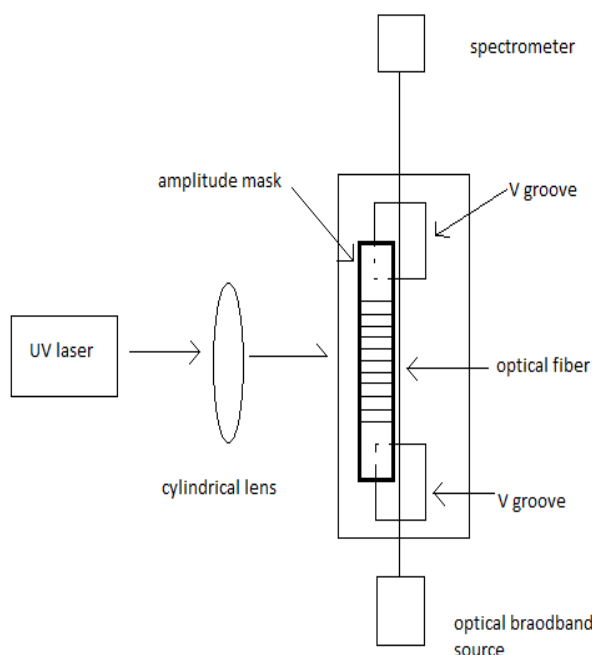 spectrometer
amplitude mask
V groove
UV laser
optical fiber
cylindrical lens
V groove
optical braodband
source